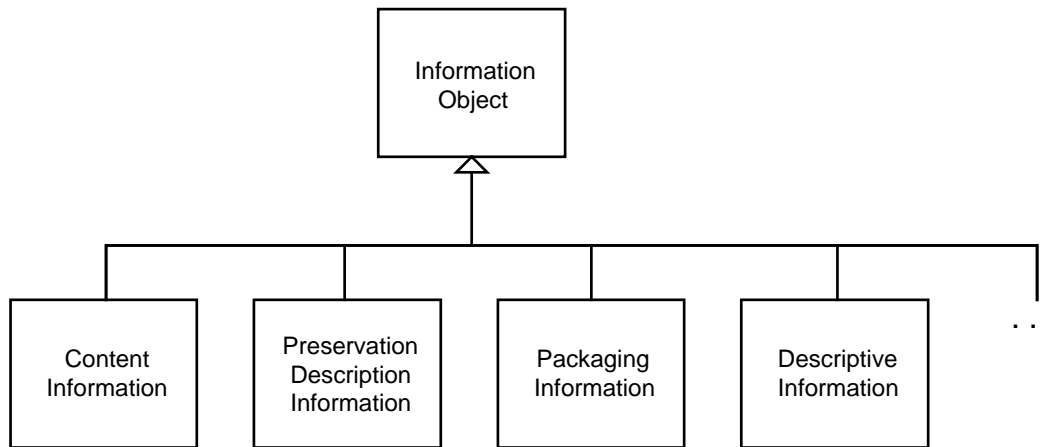 Information
Object
Content
Information
Preservation
Description
Information
Packaging
Information
Descriptive
Information
. .